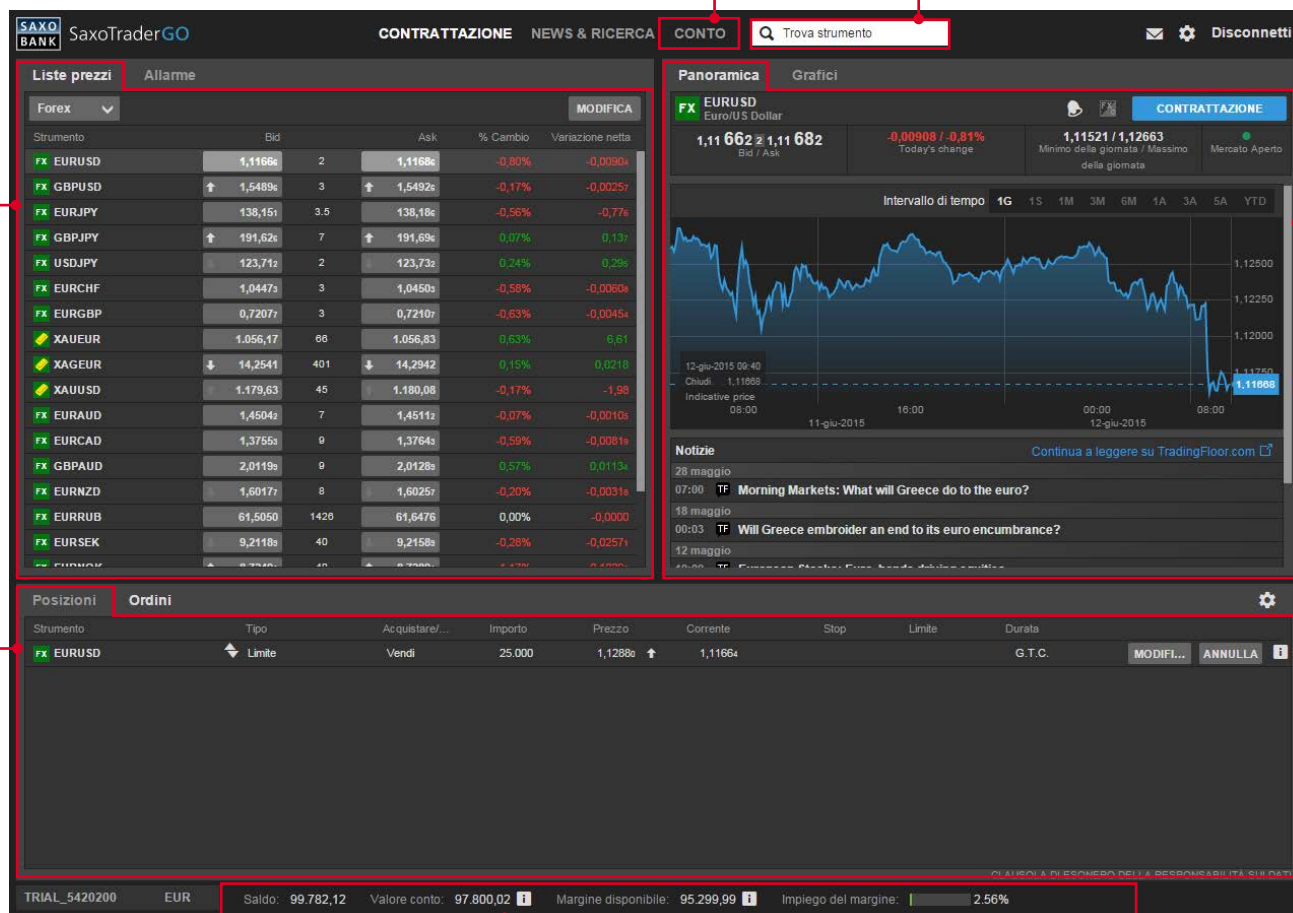 SAXO BANK SaxoTraderGO CONTRATTAZIONE NEWS & RICERCA CONTO Trova strumento Disconnetti
Liste prezzi Allarme
Forex MODIFICA
Strumento Bid Ask % Cambio Variazione netta
FX EURUSD 1,1166 2 1,1168 -0,80% -0,0090
FX GBPUSD 1,5489 3 1,5492 -0,17% -0,0025
FX EURJPY 138,15 3.5 138,18 -0,56% -0,77
FX GBPJPY 191,62 7 191,69 0,07% 0,13
FX USDJPY 123,71 2 123,73 0,24% 0,29
FX EURCHF 1,0447 3 1,0450 -0,58% -0,0060
FX EURGBP 0,7207 3 0,7210 -0,63% -0,0045
XAUEUR 1.056,17 66 1.056,83 0,63% 6,61
XAGEUR 14,2541 401 14,2942 0,15% 0,0218
XAUUSD 1.179,63 45 1.180,08 -0,17% -1,98
FX EURAUD 1,4504 7 1,4511 -0,07% -0,0010
FX EURCAD 1,3755 9 1,3764 -0,59% -0,0081
FX GBPAUD 2,0119 9 2,0128 0,57% 0,0113
FX EURNZD 1,6017 8 1,6025 -0,20% -0,0031
FX EURRUB 61,5050 1426 61,6476 0,00% -0,0000
FX EURSEK 9,2118 40 9,2158 -0,28% -0,0257
Panoramica Grafici
FX EURUSD
Euro/US Dollar
CONTRATTAZIONE
1,11 662 2 1,11 682
Bid / Ask
-0,00908 / -0,81%
Today's change
1,11521 / 1,12663
Minimo della giornata / Massimo della giornata
Mercato Aperto
Intervallo di tempo 1G 1S 1M 3M 6M 1A 3A 5A YTD
1,12500
1,12250
1,12000
1,11750
1,11668
12-giu-2015 09:40
Chiudi 1,11668
Indicative price
08:00 16:00 00:00 08:00
11-giu-2015 12-giu-2015
Notizie Continua a leggere su TradingFloor.com
28 maggio
07:00 TF Morning Markets: What will Greece do to the euro?
18 maggio
00:03 TF Will Greece embroider an end to its euro encumbrance?
12 maggio
Posizioni Ordini
Strumento Tipo Acquistare/... Importo Prezzo Corrente Stop Limite Durata
FX EURUSD Limite Vendi 25.000 1,1288 1,1166 G.T.C. MODIFI... ANNULLA
CLAUSOLA DI ESONERO DELLA RESPONSABILITÀ SUI DATI
TRIAL_5420200 EUR Saldo: 99.782,12 Valore conto: 97.800,02 Margine disponibile: 95.299,99 Impiego del margine: 2.56%